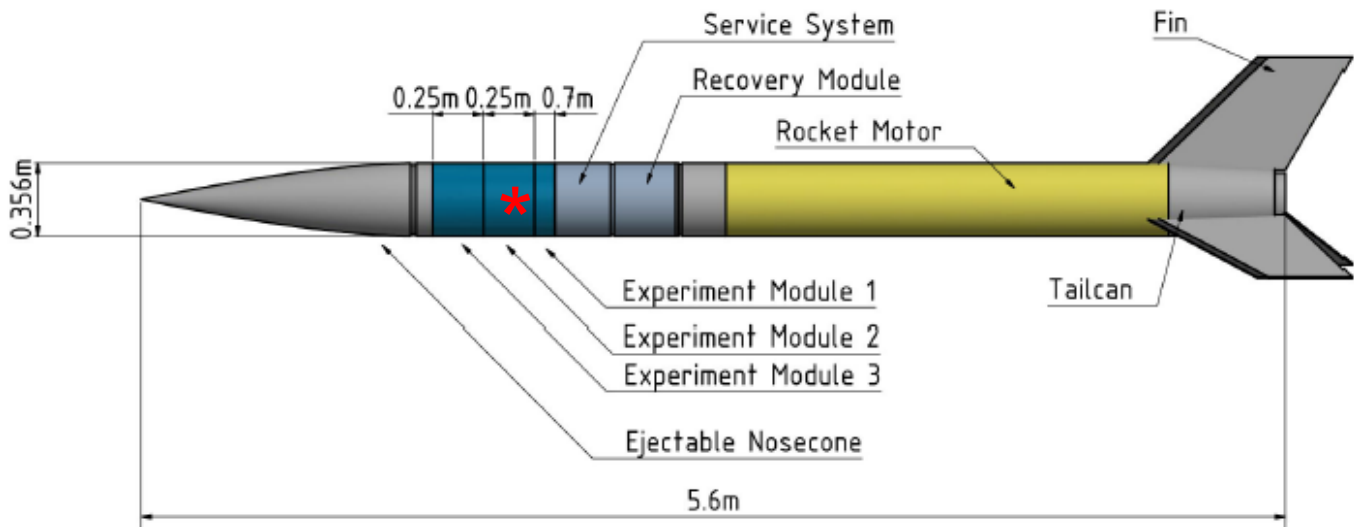 Service System
Fin
Recovery Module
0.25m 0.25m 0.7m
Rocket Motor
0.356m
*
Experiment Module 1
Tailcan
Experiment Module 2
Experiment Module 3
Ejectable Nosecone
5.6m